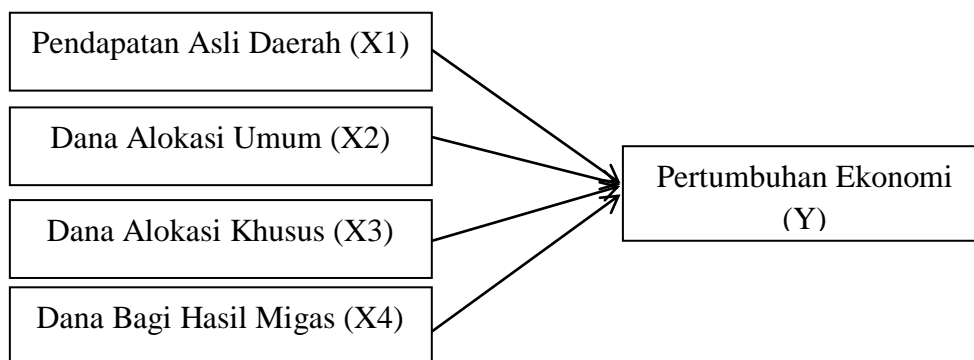 Pendapatan Asli Daerah (X1)
Dana Alokasi Umum (X2)
Dana Alokasi Khusus (X3)
Dana Bagi Hasil Migas (X4)
Pertumbuhan Ekonomi
(Y)